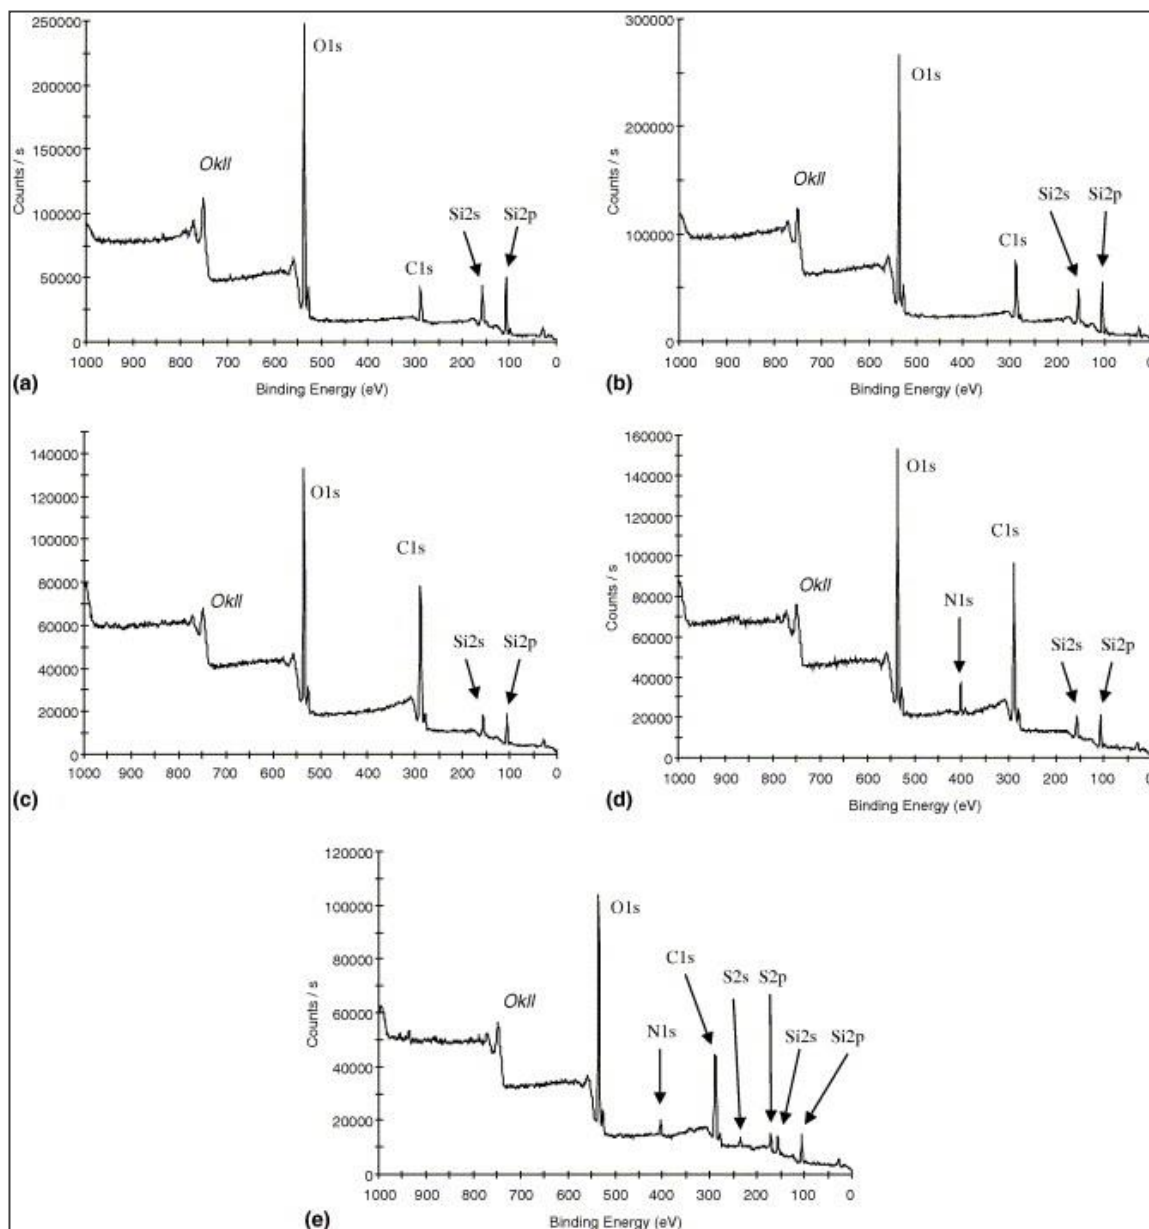 250000
200000
150000
100000
50000
0
Counts / s
O1s
OkII
C1s
Si2s
Si2p
1000 900 800 700 600 500 400 300 200 100 0
Binding Energy (eV)
(a)
300000
200000
100000
0
Counts / s
O1s
OkII
C1s
Si2s
Si2p
1000 900 800 700 600 500 400 300 200 100 0
Binding Energy (eV)
(b)
140000
120000
100000
80000
60000
40000
20000
0
O1s
C1s
OkII
Si2s
Si2p
1000 900 800 700 600 500 400 300 200 100 0
(c)
160000
140000
120000
100000
80000
60000
40000
20000
0
Counts / s
O1s
C1s
OkII
N1s
Si2s
Si2p
1000 900 800 700 600 500 400 300 200 100 0
Binding Energy (eV)
(d)
120000
100000
80000
60000
40000
20000
0
Counts / s
O1s
C1s
S2s
S2p
OkII
N1s
Si2s
Si2p
1000 900 800 700 600 500 400 300 200 100 0
Binding Energy (eV)
(e)